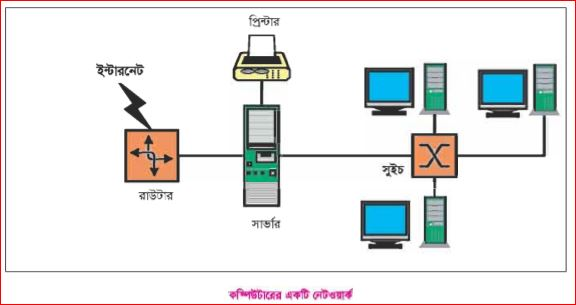 প্রিন্টার
ইন্টারনেট
রাউটার
সার্ভার
সুইচ
কম্পিউটারের একটি নেটওয়ার্ক